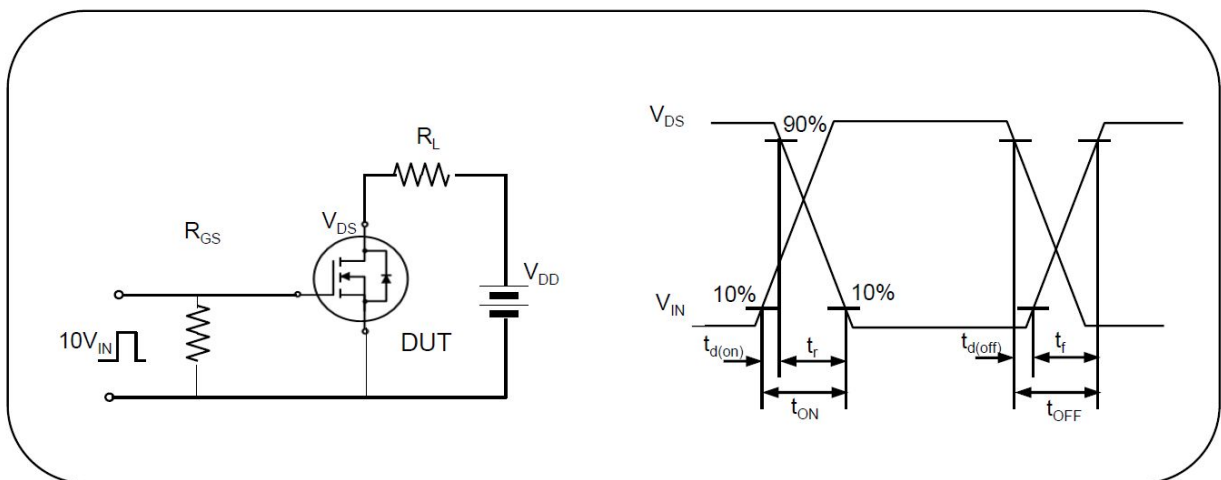 R_L
V_DS
R_GS
V_DD
10V_IN
DUT
V_DS
90%
V_IN
10%
10%
t_d(on)
t_r
t_ON
t_d(off)
t_f
t_OFF